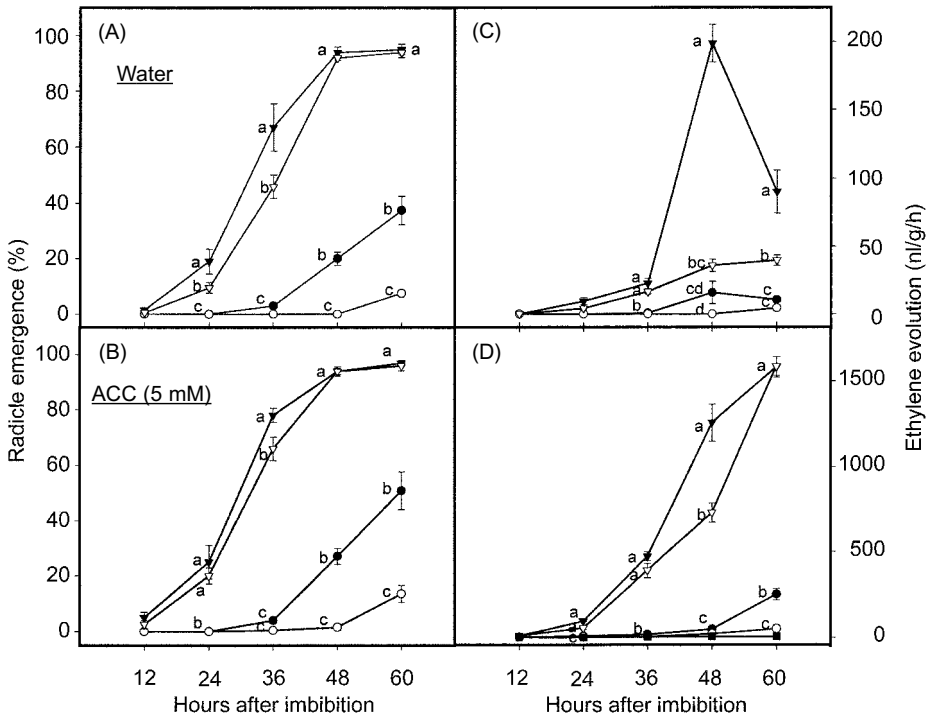 (A)
Water
100
80
60
40
20
0
a
b
a
b
c
a
c
c
a
b
c
a
b
c
(C)
200
150
100
50
0
a
a
b
c
a
bc
cd
d
a
b
c
c
(B)
ACC (5 mM)
100
80
60
40
20
0
a
a
b
a
b
c
c
a
b
c
a
b
c
(D)
1500
1000
500
0
a
a
a
b
a
b
c
a
b
c
Radicle emergence (%)
Ethylene evolution (nl/g/h)
12 24 36 48 60
12 24 36 48 60
Hours after imbibition
Hours after imbibition